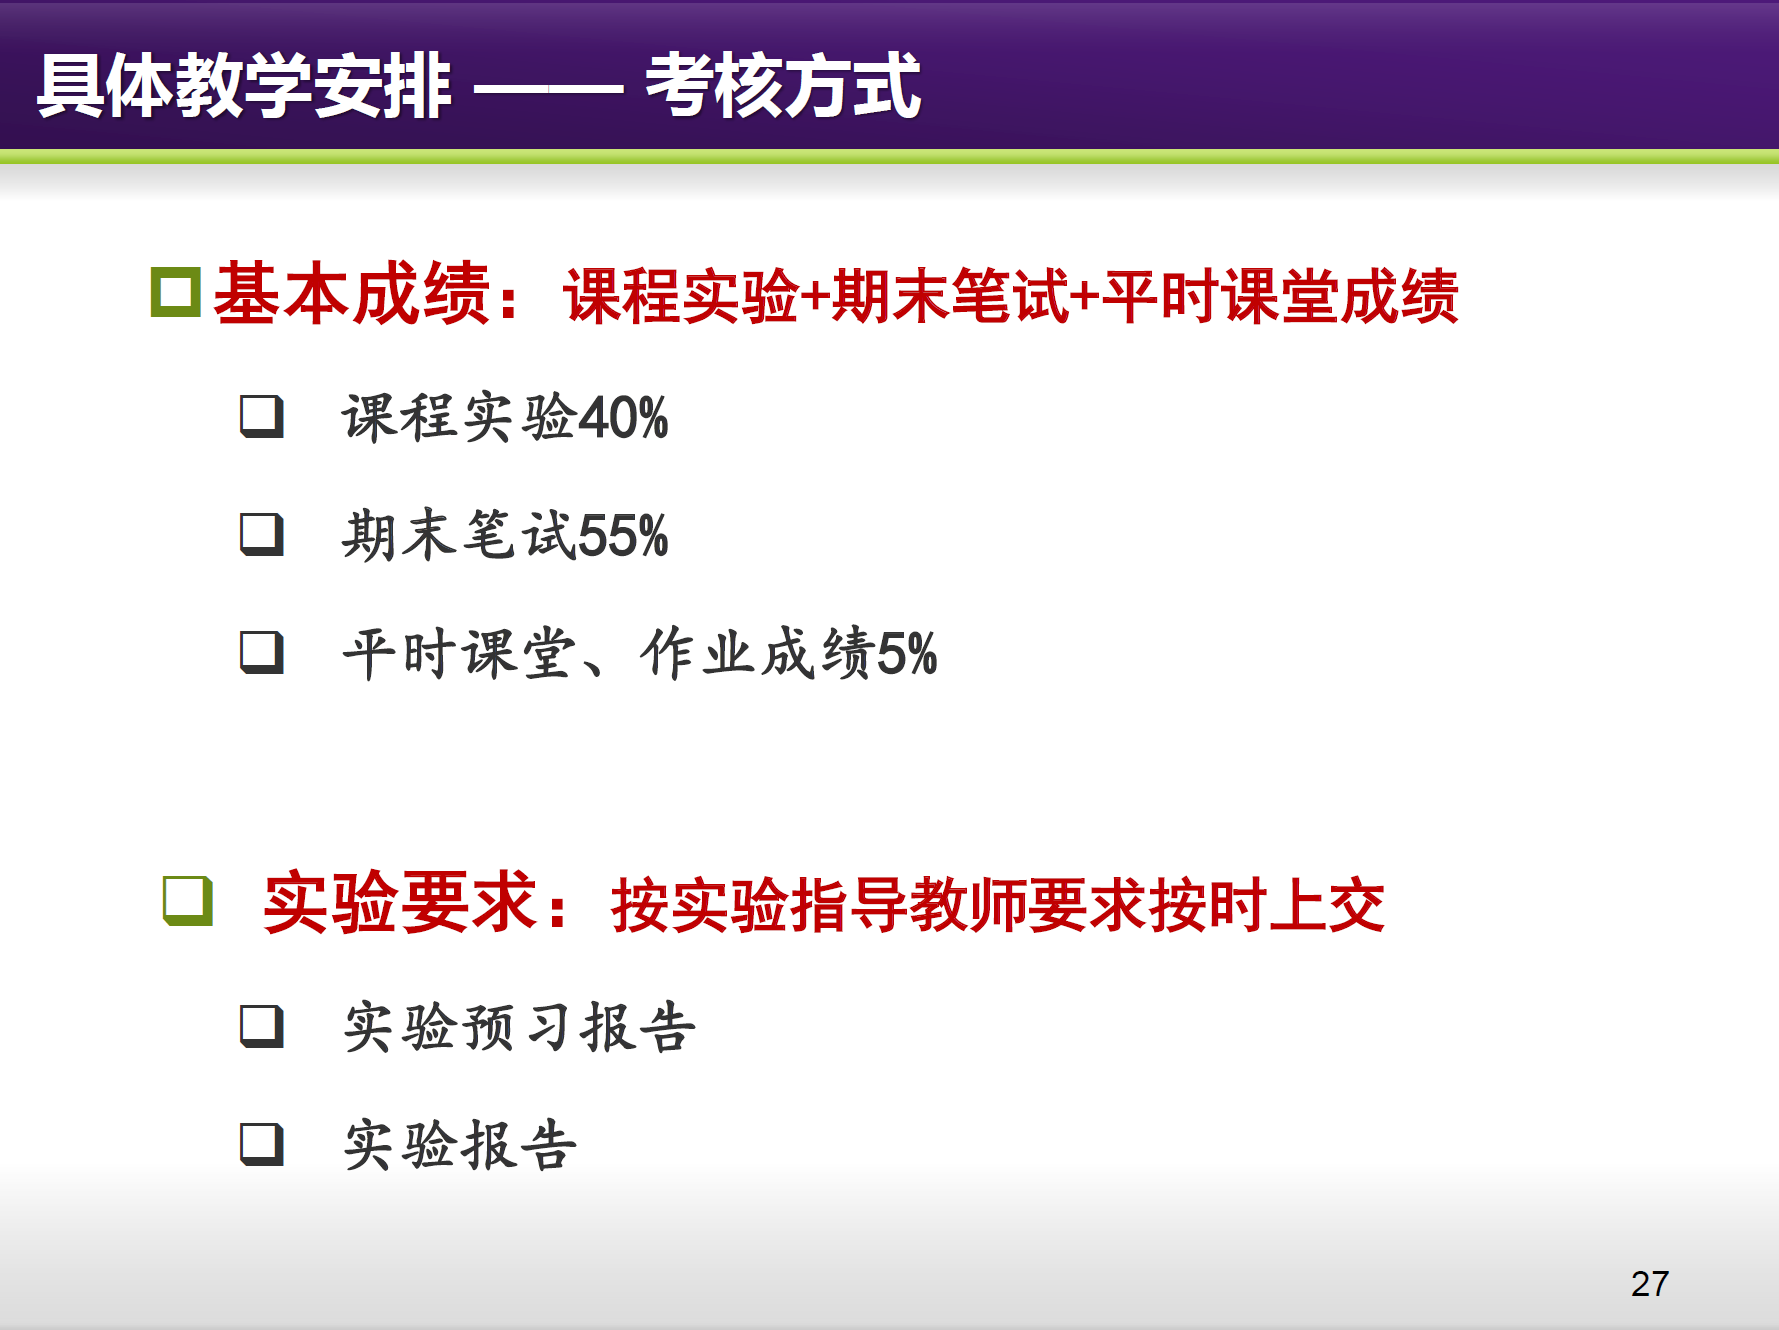 具体教学安排 —— 考核方式
基本成绩：课程实验+期末笔试+平时课堂成绩
课程实验40%
期末笔试55%
平时课堂、作业成绩5%
实验要求：按实验指导教师要求按时上交
实验预习报告
实验报告
27